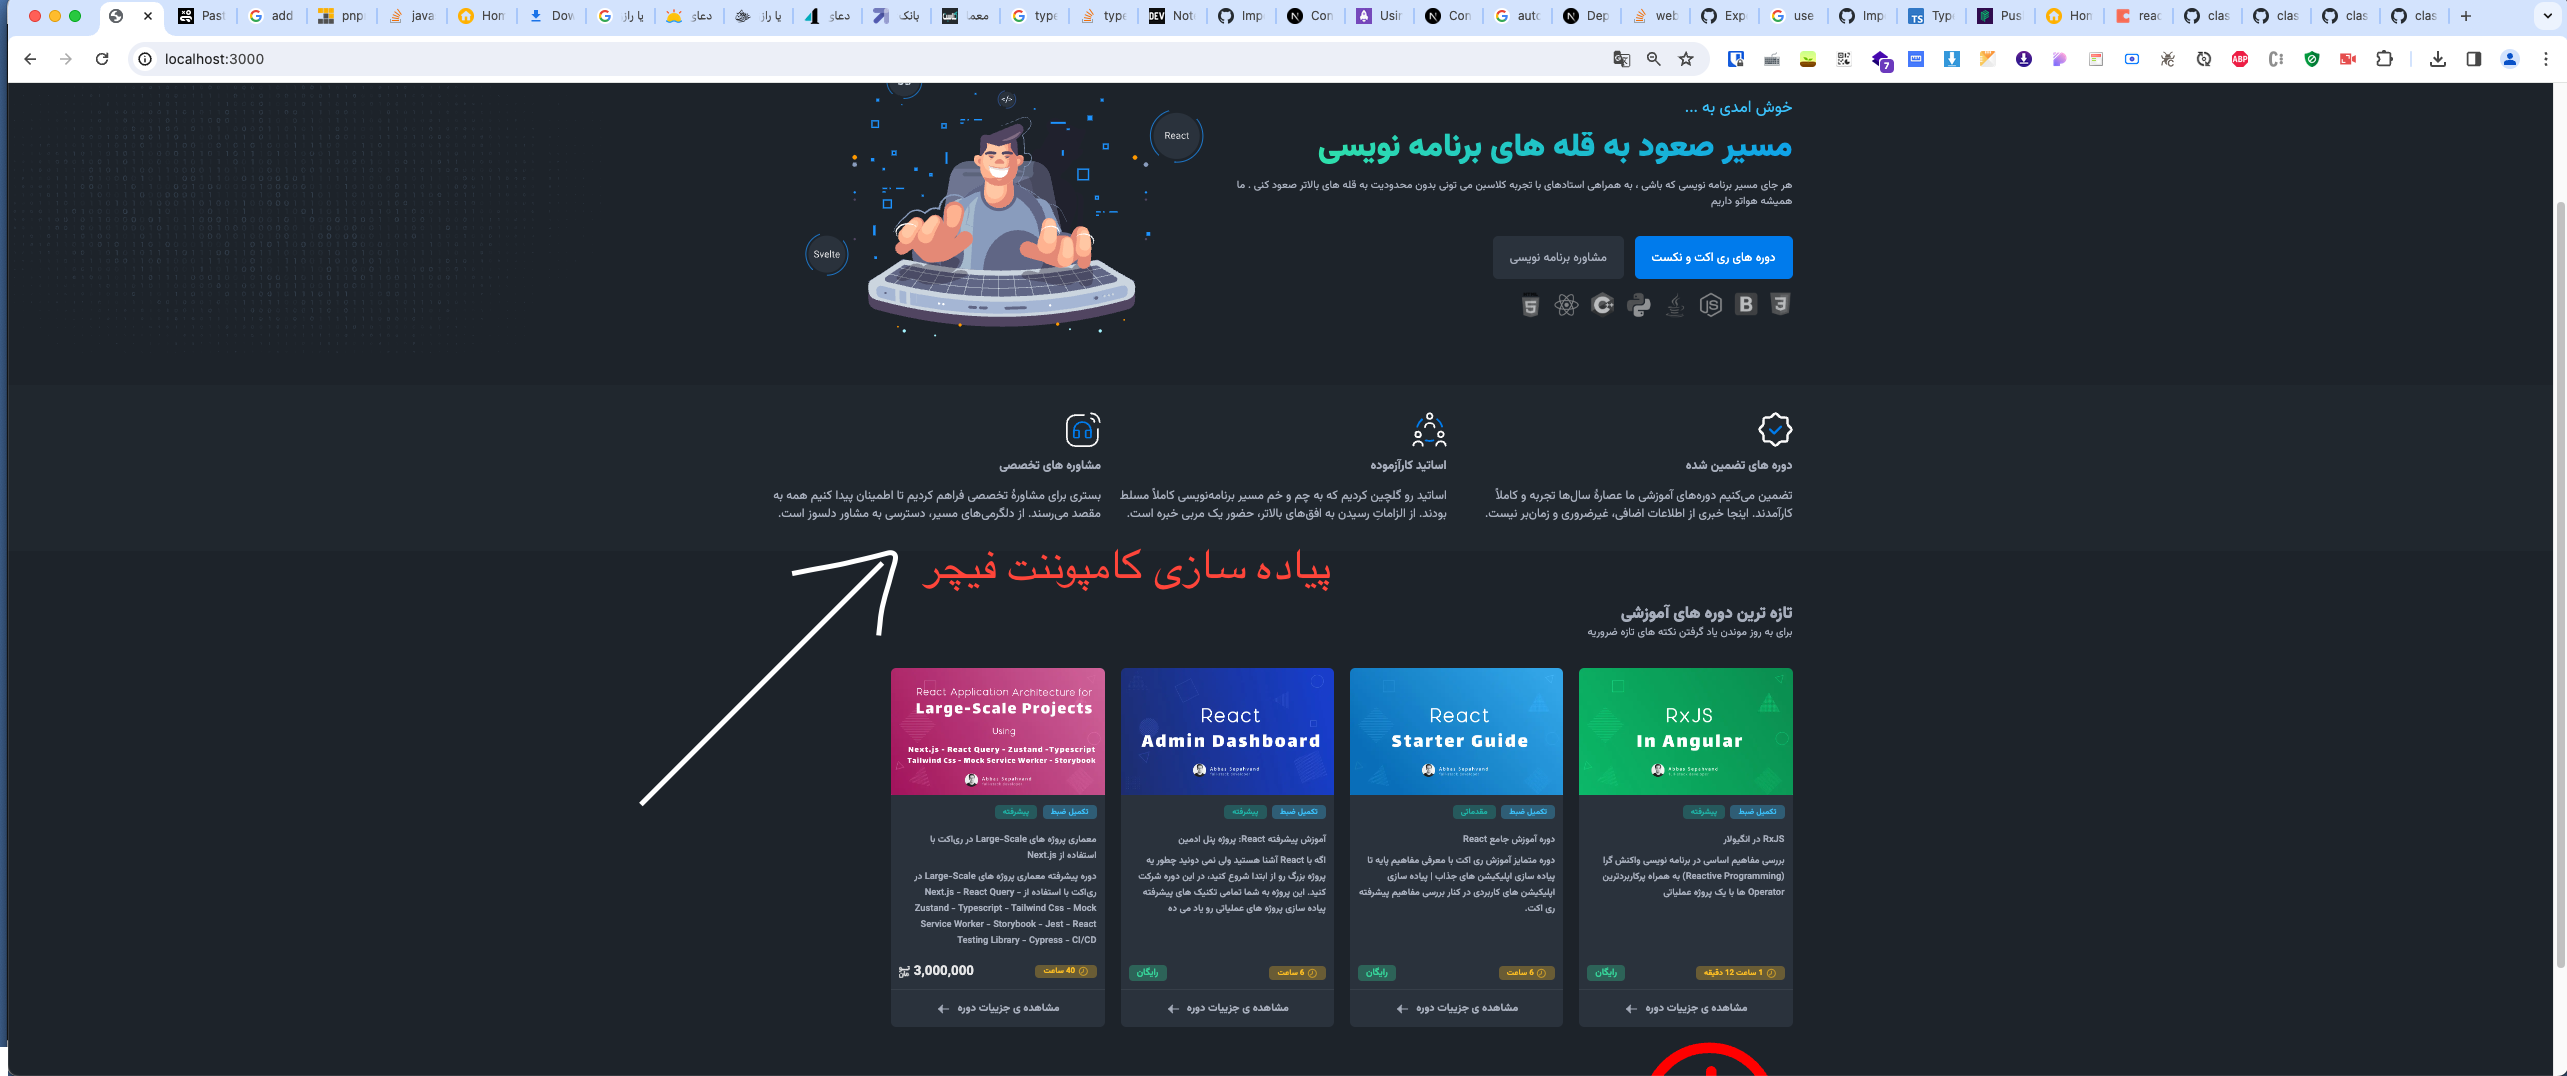 Past
add
pnp
java
Hom
Dov
یا راز
یا راز
دعای
یا راز
دعای
بانک
معما
type
type
Not
Imp
Con
Usir
Con
auto
Dep
web
Exp
use
Imp
Type
Pusl
Hon
reac
clas
clas
clas
clas
localhost:3000
7
ABP
</>
React
Svelte
خوش امدی به ...
مسیر صعود به قله های برنامه نویسی
هر جای مسیر برنامه نویسی که باشی ، به همراهی استادهای با تجربه کلاسبن می تونی بدون محدودیت به قله های بالاتر صعود کنی . ما
همیشه هواتو داریم
دوره های ری اکت و نکست
مشاوره برنامه نویسی
دوره های تضمین شده
تضمین می‌کنیم دوره‌های آموزشی ما عصارهٔ سال‌ها تجربه و کاملاً
کارآمدند. اینجا خبری از اطلاعات اضافی، غیرضروری و زمان‌بر نیست.
اساتید کارآزموده
اساتید رو گلچین کردیم که به چم و خم مسیر برنامه‌نویسی کاملاً مسلط
بودند. از الزاماتِ رسیدن به افق‌های بالاتر، حضور یک مربی خبره است.
مشاوره های تخصصی
بستری برای مشاورهٔ تخصصی فراهم کردیم تا اطمینان پیدا کنیم همه به
مقصد می‌رسند. از دلگرمی‌های مسیر، دسترسی به مشاور دلسوز است.
پیاده سازی کامپوننت فیچر
تازه ترین دوره های آموزشی
برای به روز موندن یاد گرفتن نکته های تازه ضروریه
RxJS
In Angular
Abbas Sepahvand
تکمیل ضبط
پیشرفته
RxJS در انگیولار
بررسی مفاهیم اساسی در برنامه نویسی واکنش گرا
(Reactive Programming) به همراه پرکاربردترین
Operator ها با یک پروژه عملیاتی
1 ساعت 12 دقیقه
رایگان
مشاهده ی جزییات دوره
React
Starter Guide
Abbas Sepahvand
تکمیل ضبط
مقدماتی
دوره آموزش جامع React
دوره متمایز آموزش ری اکت با معرفی مفاهیم پایه تا
پیاده سازی اپلیکیشن های جذاب | پیاده سازی
اپلیکیشن های کاربردی در کنار بررسی مفاهیم پیشرفته
ری اکت.
6 ساعت
رایگان
مشاهده ی جزییات دوره
React
Admin Dashboard
Abbas Sepahvand
تکمیل ضبط
پیشرفته
آموزش پیشرفته React: پروژه پنل ادمین
اگه با React آشنا هستید ولی نمی دونید چطور یه
پروژه بزرگ رو از ابتدا شروع کنید، در این دوره شرکت
کنید. این پروژه به شما تمامی تکنیک های پیشرفته
پیاده سازی پروژه های عملیاتی رو یاد می ده
6 ساعت
رایگان
مشاهده ی جزییات دوره
React Application Architecture for
Large-Scale Projects
Using
Next.js - React Query - Zustand -Typescript
Tailwind Css - Mock Service Worker - Storybook
Abbas Sepahvand
تکمیل ضبط
پیشرفته
معماری پروژه های Large-Scale در ری‌اکت با
استفاده از Next.js
دوره پیشرفته معماری پروژه های Large-Scale در
ری‌اکت با استفاده از Next.js - React Query -
Zustand - Typescript - Tailwind Css - Mock
Service Worker - Storybook - Jest - React
Testing Library - Cypress - CI/CD
40 ساعت
3,000,000
مشاهده ی جزییات دوره